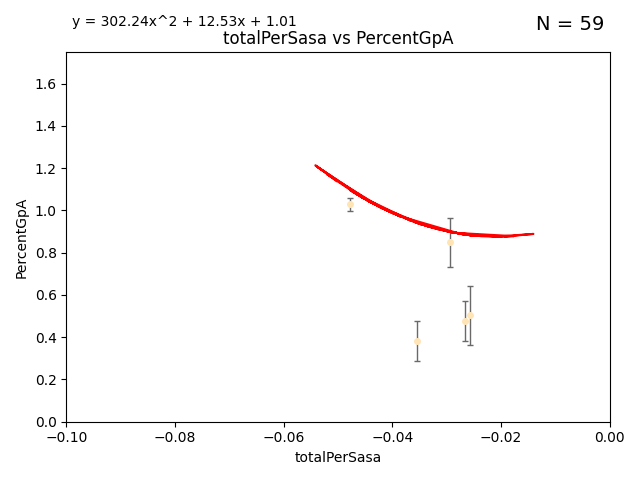 y = 302.24x^2 + 12.53x + 1.01
N = 59
totalPerSasa vs PercentGpA
PercentGpA
1.6
1.4
1.2
1.0
0.8
0.6
0.4
0.2
0.0
−0.10 −0.08 −0.06 −0.04 −0.02 0.00
totalPerSasa